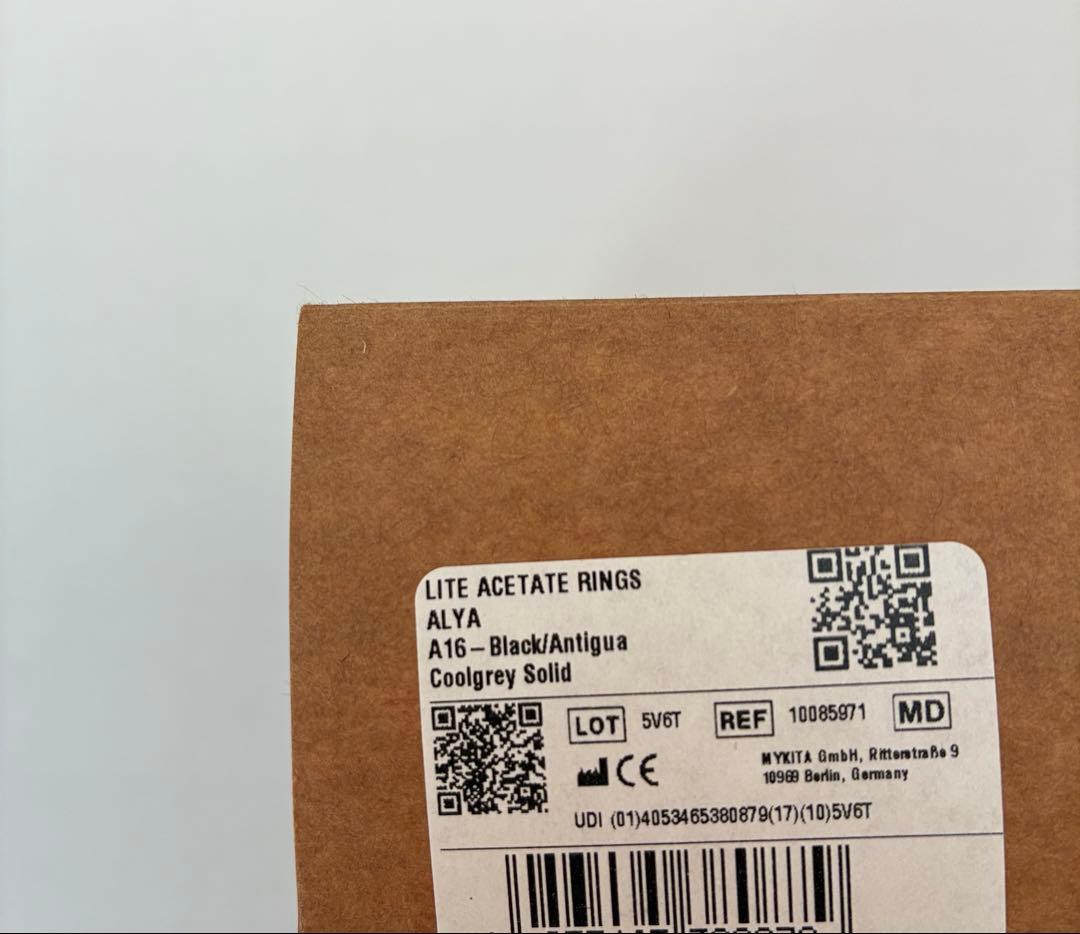 LITE ACETATE RINGS
ALYA
A16 – Black/Antigua
Coolgrey Solid
LOT 5V6T REF 10085971 MD
CE MYKITA GmbH, Ritterstraße 9
10969 Berlin, Germany
UDI (01)4053465380879(17)(10)5V6T